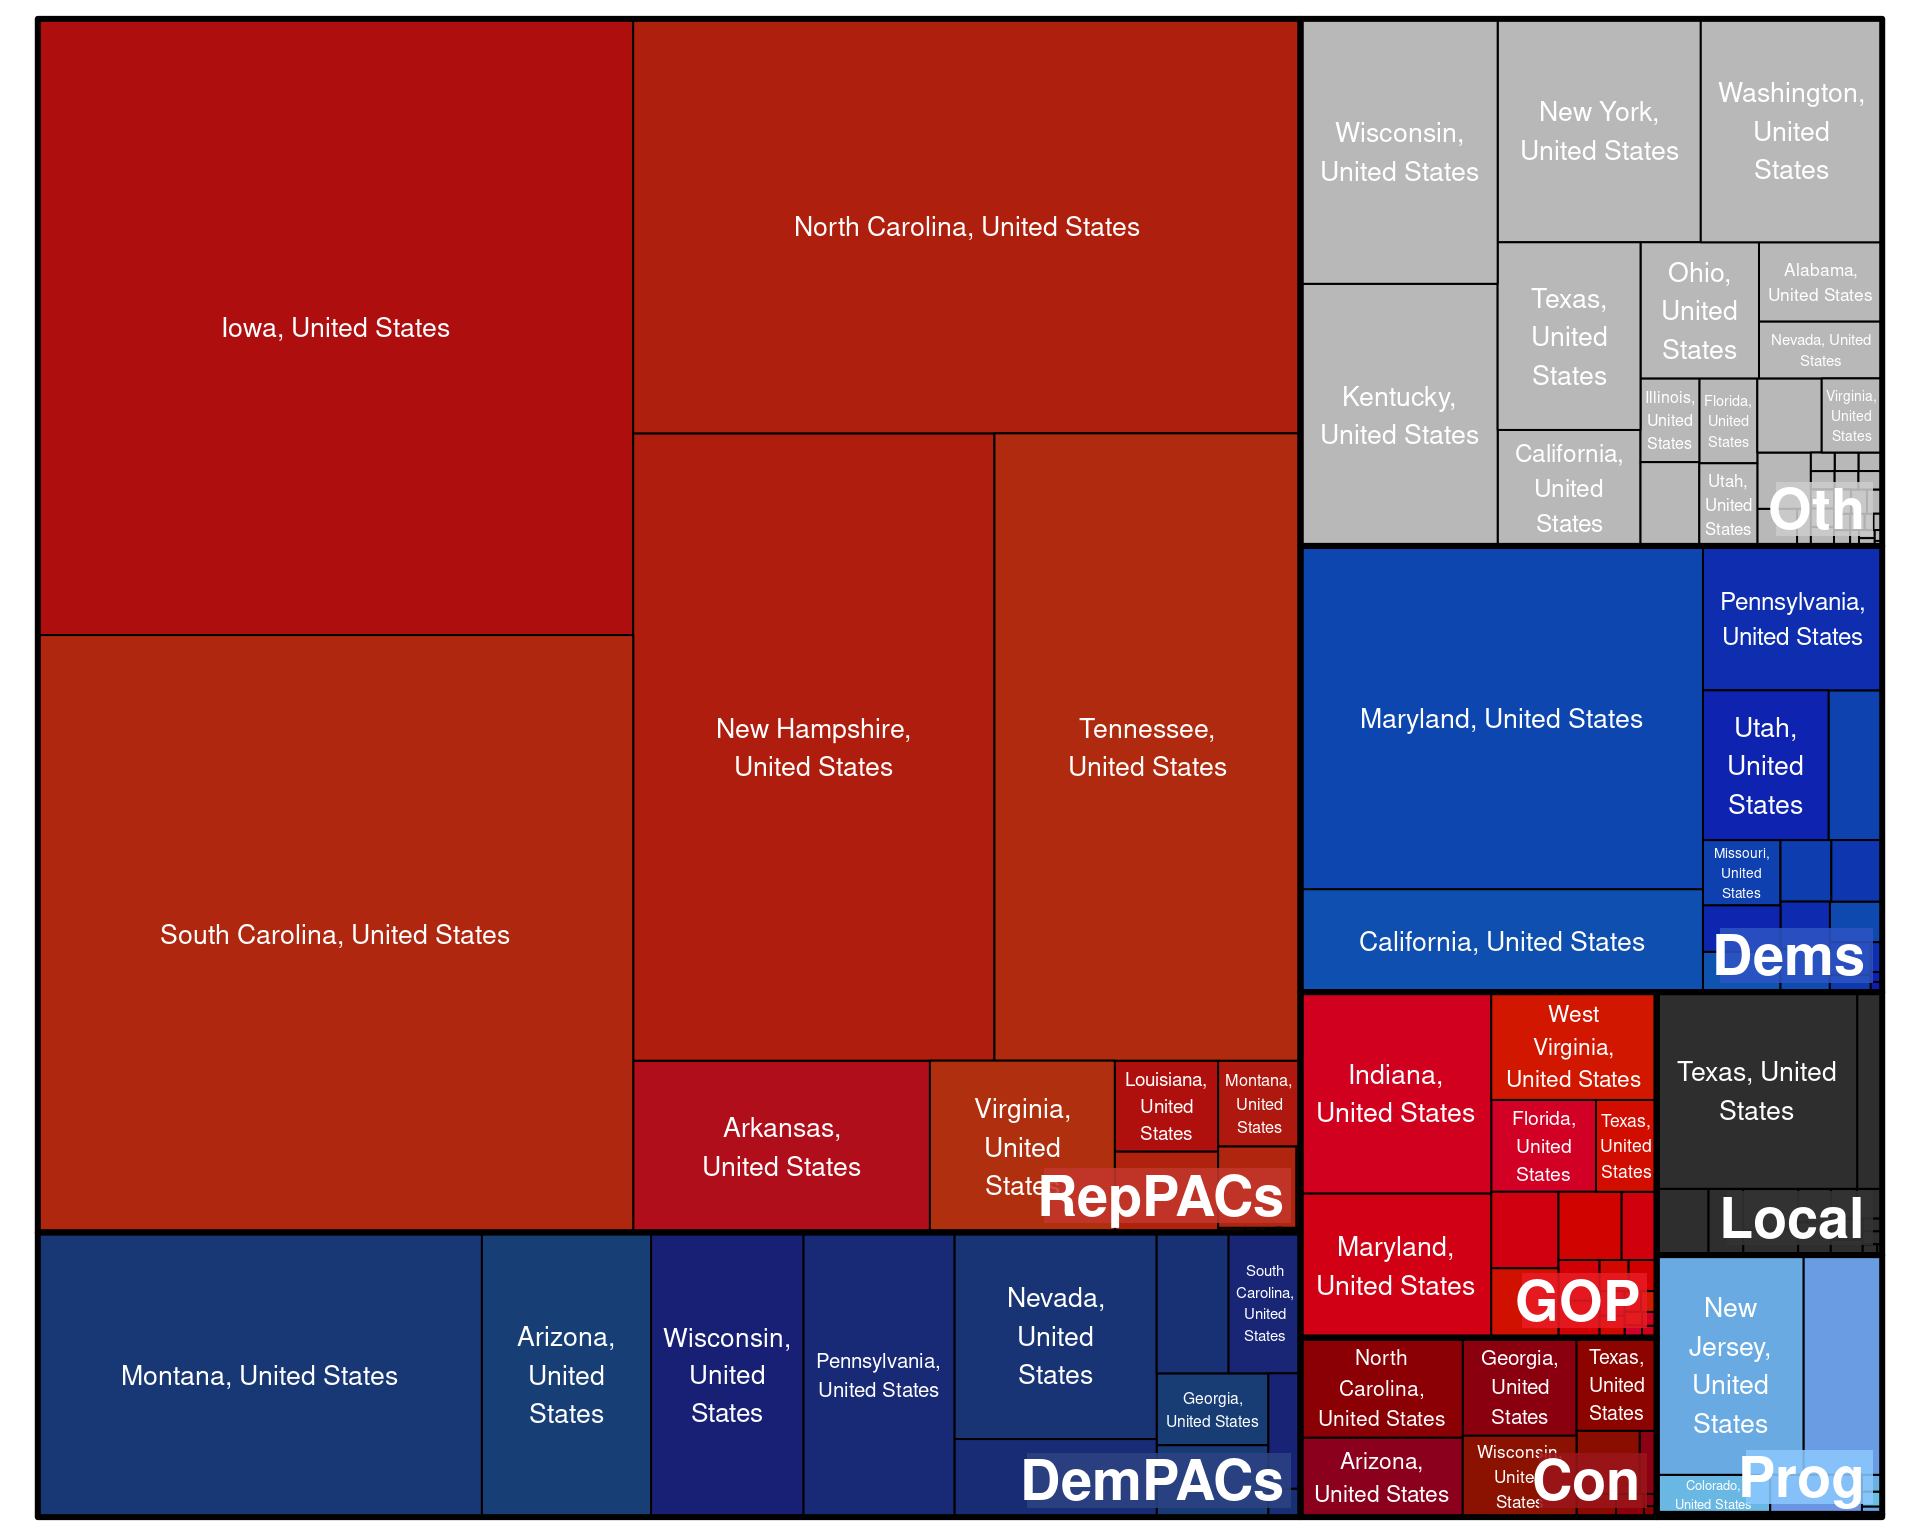 Iowa, United States
North Carolina, United States
South Carolina, United States
New Hampshire,
United States
Tennessee,
United States
Arkansas,
United States
Virginia,
United
States
Louisiana,
United
States
Montana,
United
States
RepPACs
Montana, United States
Arizona,
United
States
Wisconsin,
United
States
Pennsylvania,
United States
Nevada,
United
States
South
Carolina,
United
States
Georgia,
United States
DemPACs
Wisconsin,
United States
New York,
United States
Washington,
United
States
Kentucky,
United States
Texas,
United
States
Ohio,
United
States
Alabama,
United States
Nevada, United
States
California,
United
States
Illinois,
United
States
Florida,
United
States
Virginia,
United
States
Utah,
United
States
Oth
Maryland, United States
Pennsylvania,
United States
Utah,
United
States
Missouri,
United
States
California, United States
Dems
Indiana,
United States
West
Virginia,
United States
Florida,
United
States
Texas,
United
States
Maryland,
United States
GOP
Texas, United
States
Local
North
Carolina,
United States
Georgia,
United
States
Texas,
United
States
Arizona,
United States
Wisconsin,
United
States
Con
New
Jersey,
United
States
Colorado,
United States
Prog